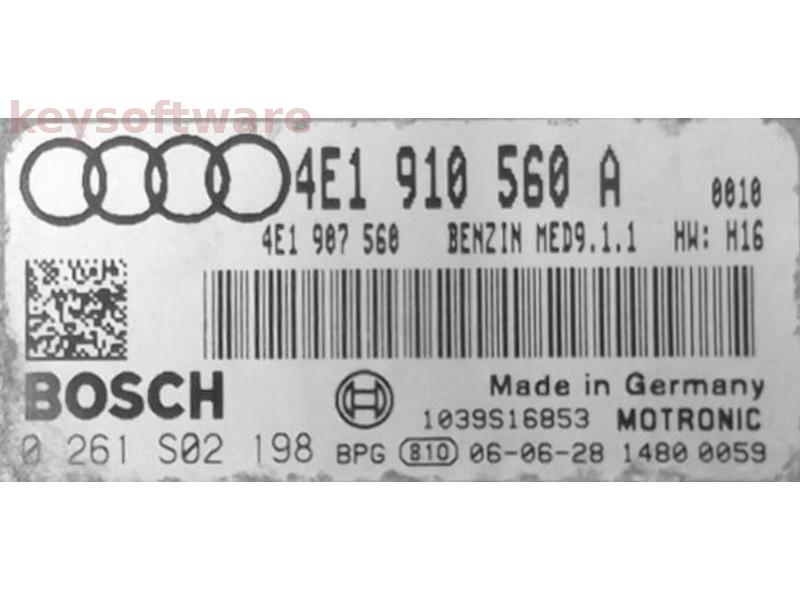 keysoftware
4E1 910 560 A 0010
4E1 907 560 BENZIN MED9.1.1 HW: H16
BOSCH Made in Germany
1039S16853 MOTRONIC
0 261 S02 198 BPG 810 06-06-28 1480 0059